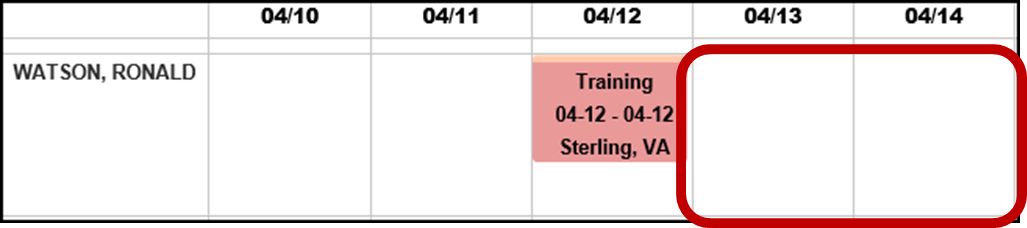 04/10 04/11 04/12 04/13 04/14
WATSON, RONALD
Training
04-12 - 04-12
Sterling, VA